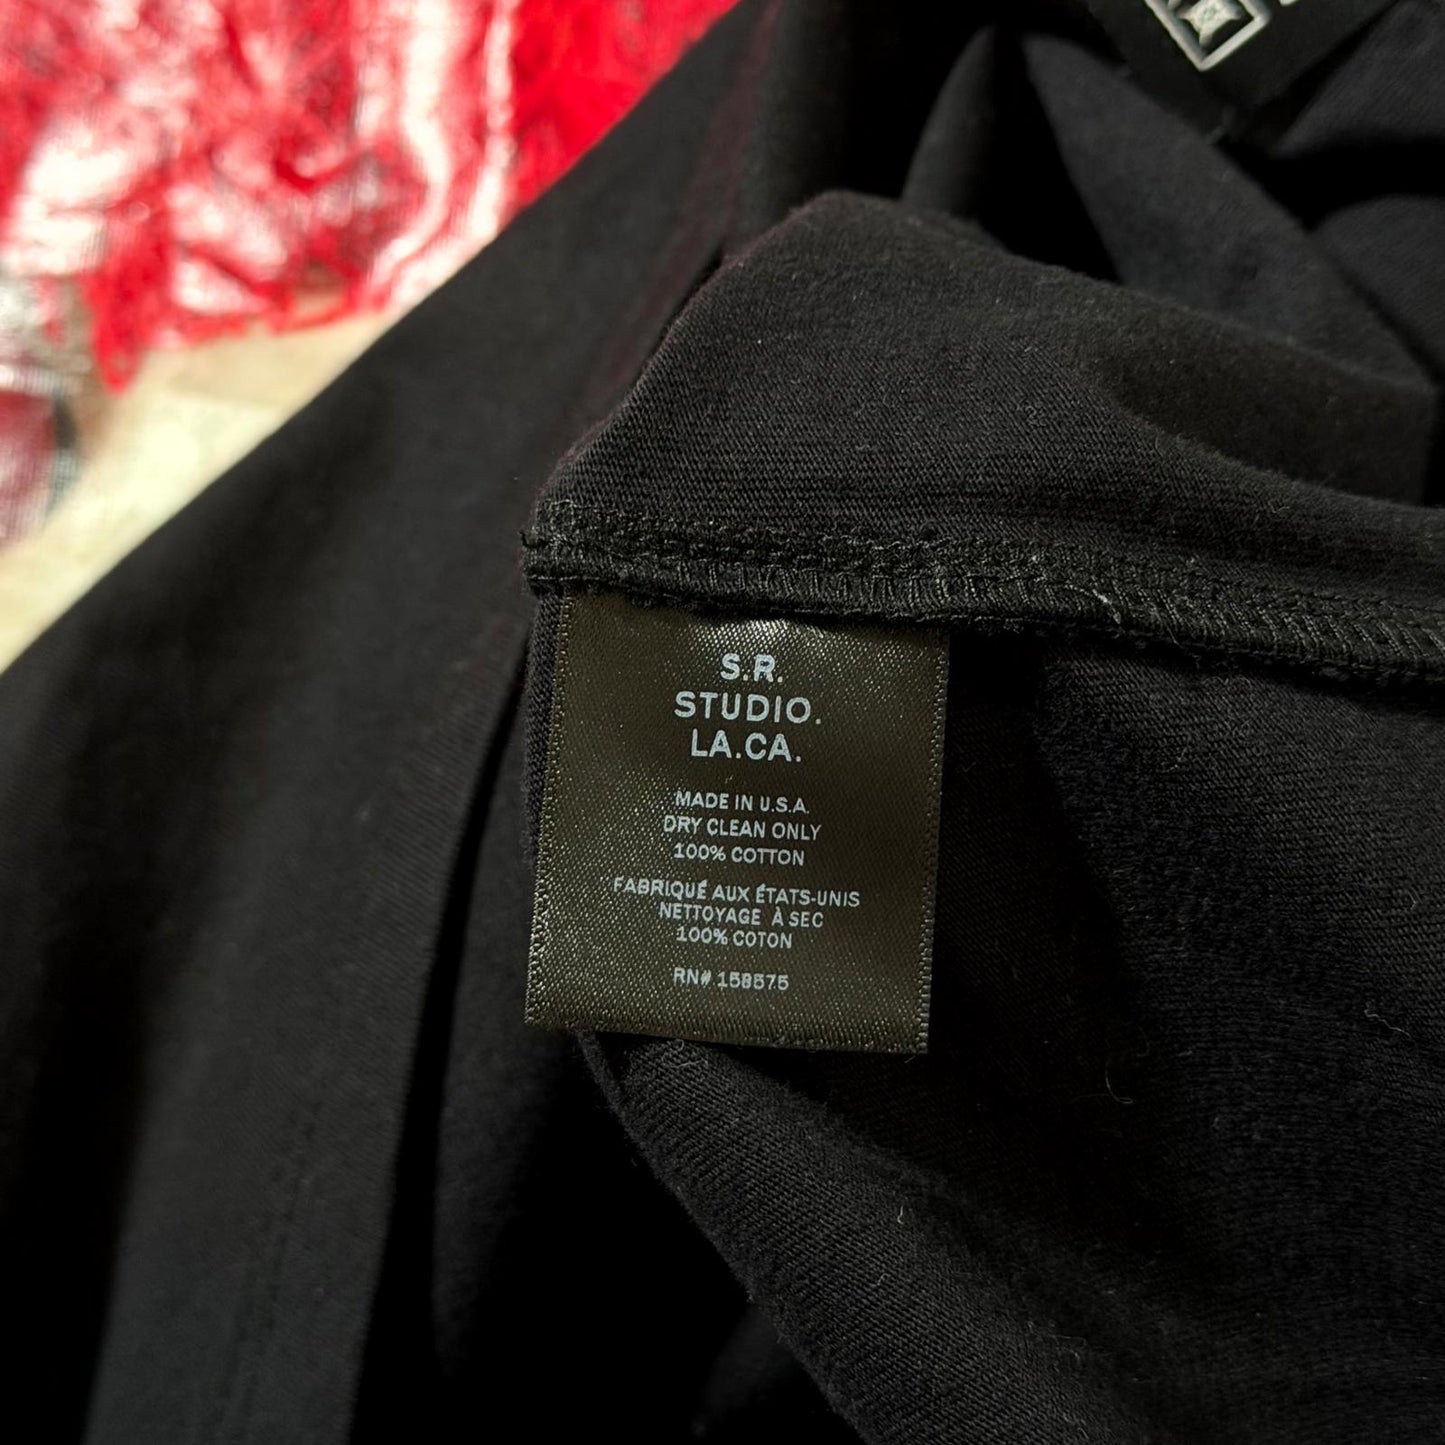 S.R.
STUDIO.
LA.CA.
MADE IN U.S.A.
DRY CLEAN ONLY
100% COTTON
FABRIQUÉ AUX ÉTATS-UNIS
NETTOYAGE À SEC
100% COTON
RN# 158575